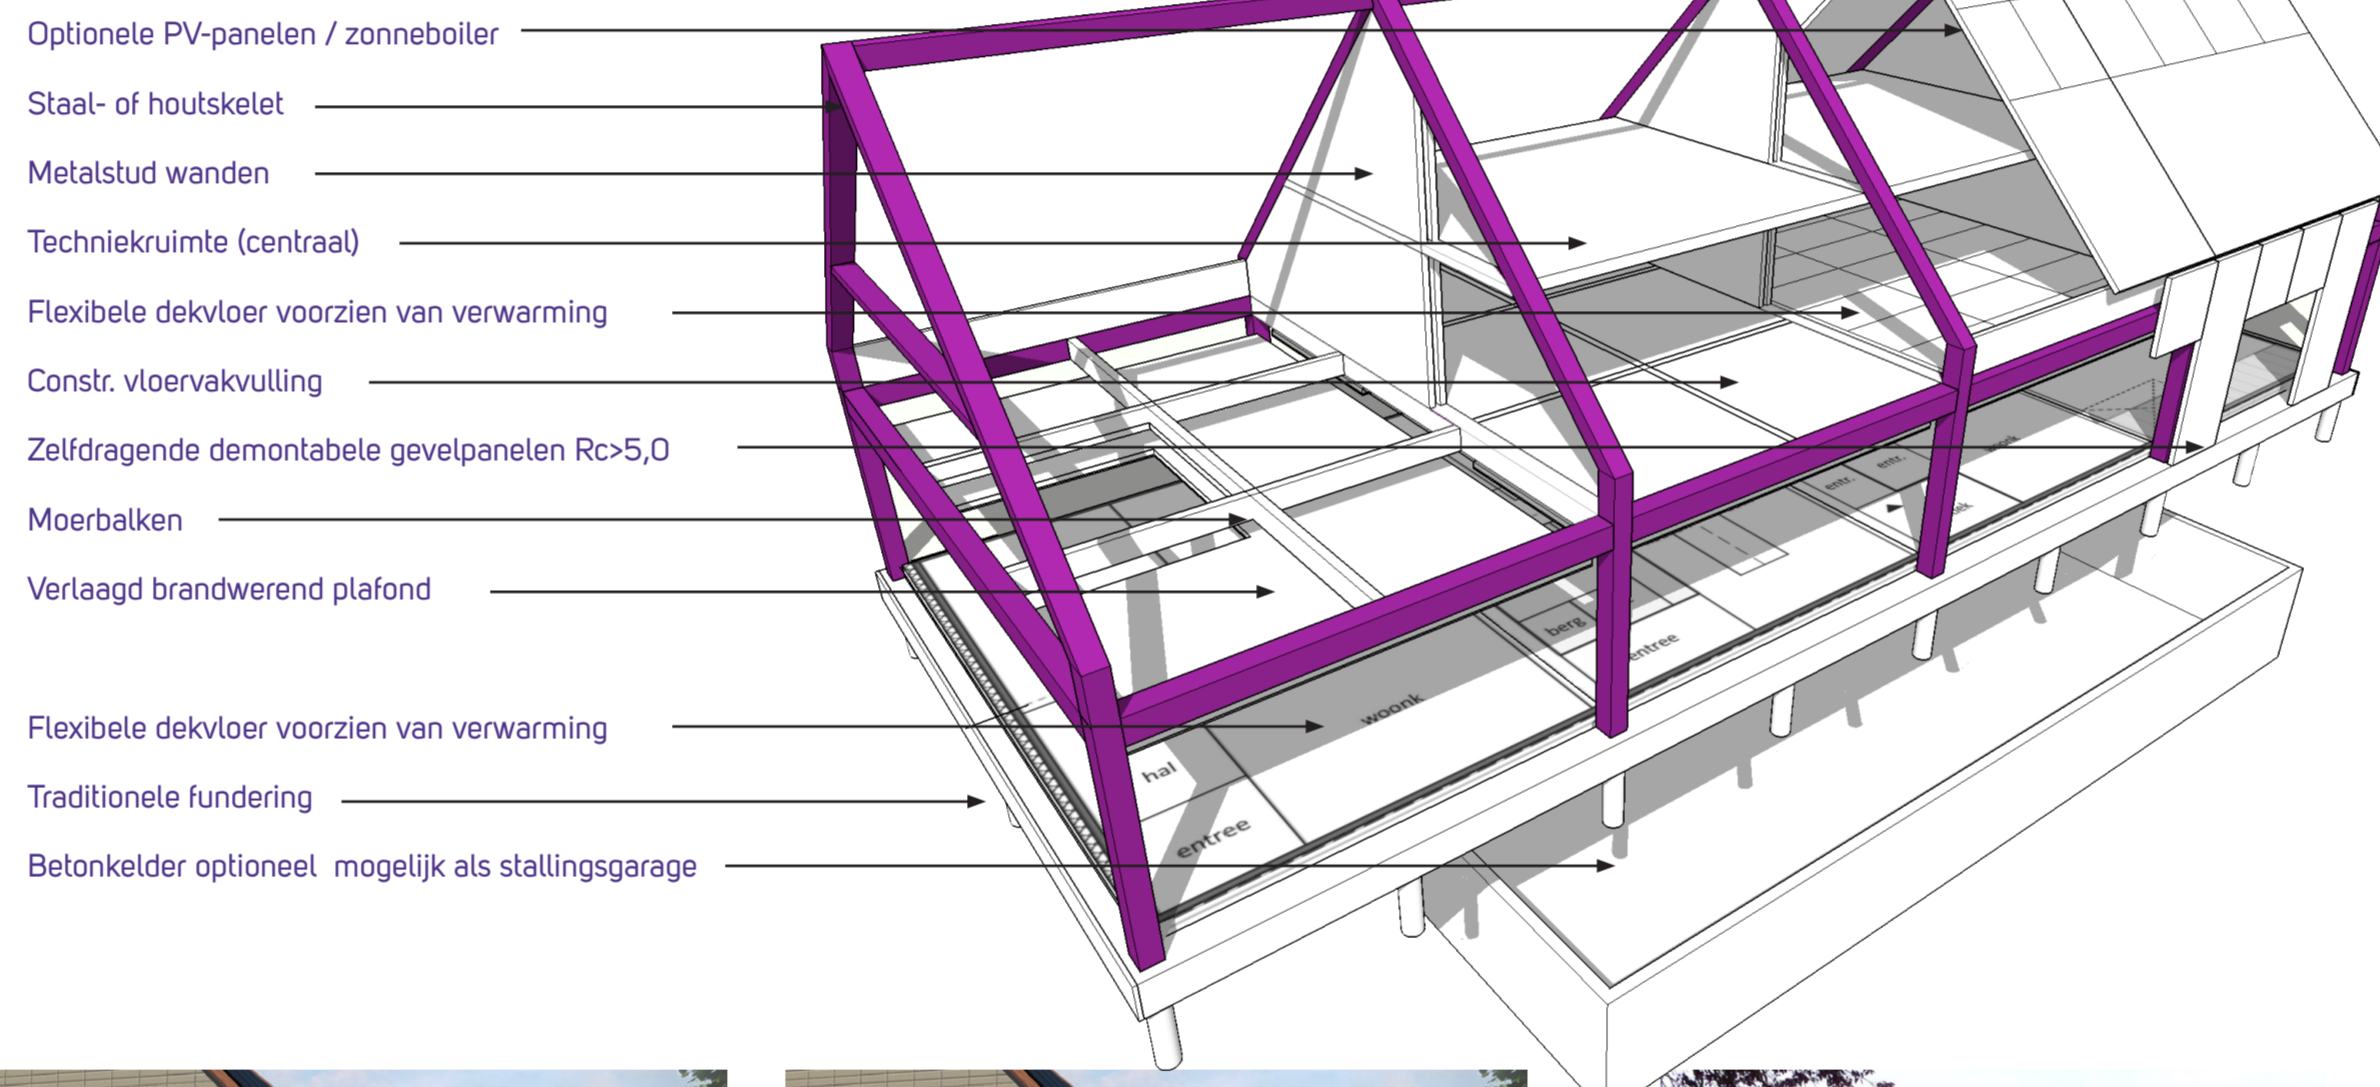 Optionele PV-panelen / zonneboiler
Staal- of houtskelet
Metalstud wanden
Techniekruimte (centraal)
Flexibele dekvloer voorzien van verwarming
Constr. vloervakvulling
Zelfdragende demontabele gevelpanelen Rc>5,0
Moerbalken
Verlaagd brandwerend plafond
Flexibele dekvloer voorzien van verwarming
Traditionele fundering
Betonkelder optioneel  mogelijk als stallingsgarage
entr.
entr.
berg
entree
woonk
hal
entree